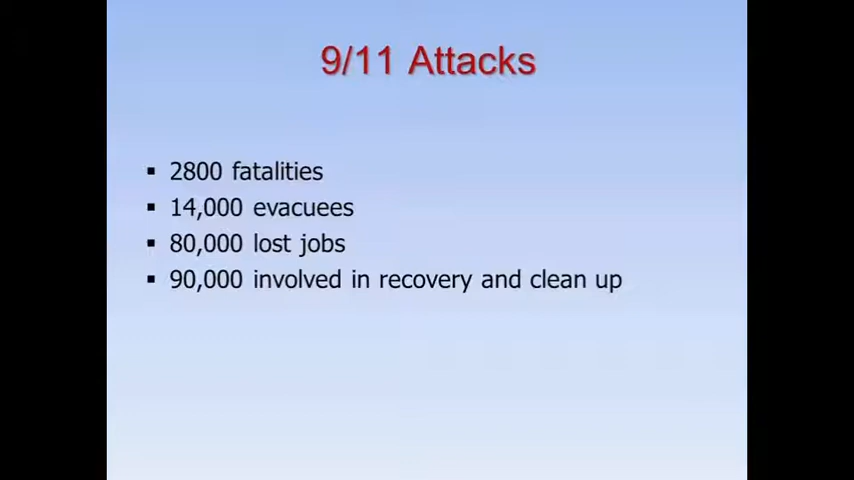 9/11 Attacks
▪ 2800 fatalities
▪ 14,000 evacuees
▪ 80,000 lost jobs
▪ 90,000 involved in recovery and clean up